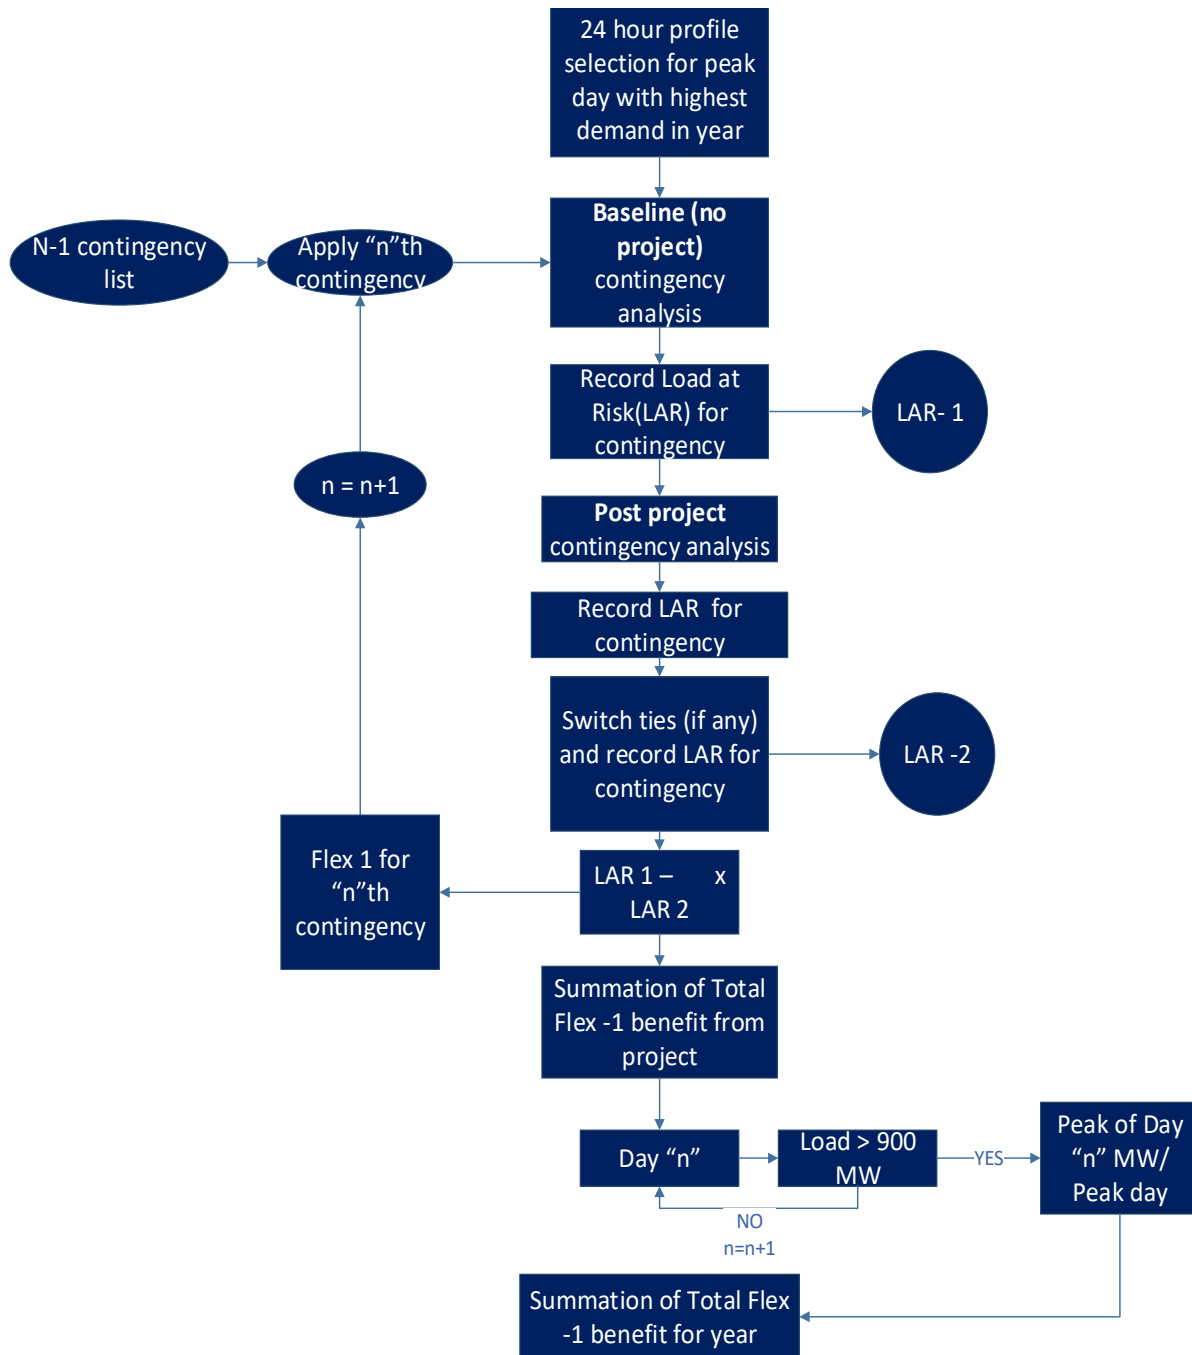 24 hour profile
selection for peak
day with highest
demand in year
N-1 contingency
list
Apply “n”th
contingency
Baseline (no
project)
contingency
analysis
Record Load at
Risk(LAR) for
contingency
LAR- 1
n = n+1
Post project
contingency analysis
Record LAR  for
contingency
Switch ties (if any)
and record LAR for
contingency
LAR -2
Flex 1 for
“n”th
contingency
LAR 1 – x
LAR 2
Summation of Total
Flex -1 benefit from
project
Day “n”
Load > 900
MW
YES
Peak of Day
“n” MW/
Peak day
NO
n=n+1
Summation of Total Flex
-1 benefit for year